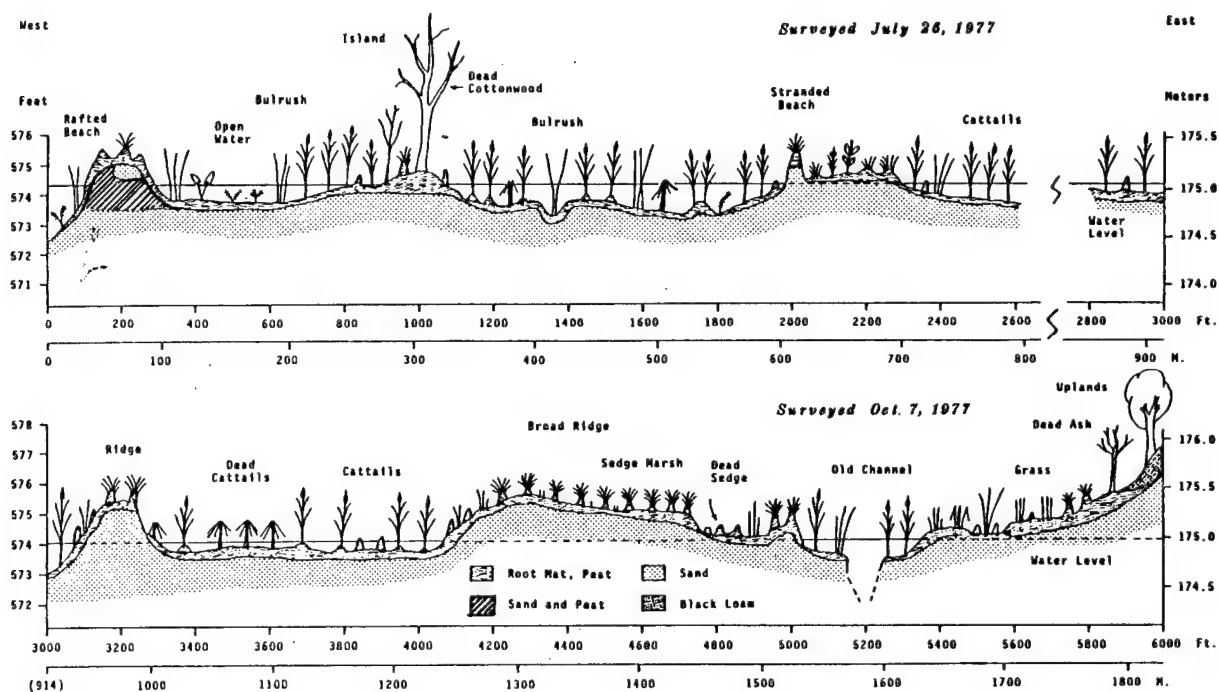 West
Surveyed July 26, 1977
East
Island
Dead
Cottonwood
Feet
Rafted
Beach
Open
Water
Bulrush
Bulrush
Stranded
Beach
Cattails
Meters
576
575
574
573
572
571
175.5
175.0
174.5
174.0
Water
Level
0 200 400 600 800 1000 1200 1400 1600 1800 2000 2200 2400 2600 2800 3000 Ft.
0 100 200 300 400 500 600 700 800 900 M.
Uplands
Surveyed Oct. 7, 1977
Dead Ash
Broad Ridge
Ridge
Dead
Cattails
Cattails
Sedge Marsh
Dead
Sedge
Old Channel
Grass
578
577
576
575
574
573
572
176.0
175.5
175.0
174.5
Water Level
Root Mat, Peat
Sand
Sand and Peat
Black Loam
3000 3200 3400 3600 3800 4000 4200 4400 4600 4800 5000 5200 5400 5600 5800 6000 Ft.
(914) 1000 1100 1200 1300 1400 1500 1600 1700 1800 M.